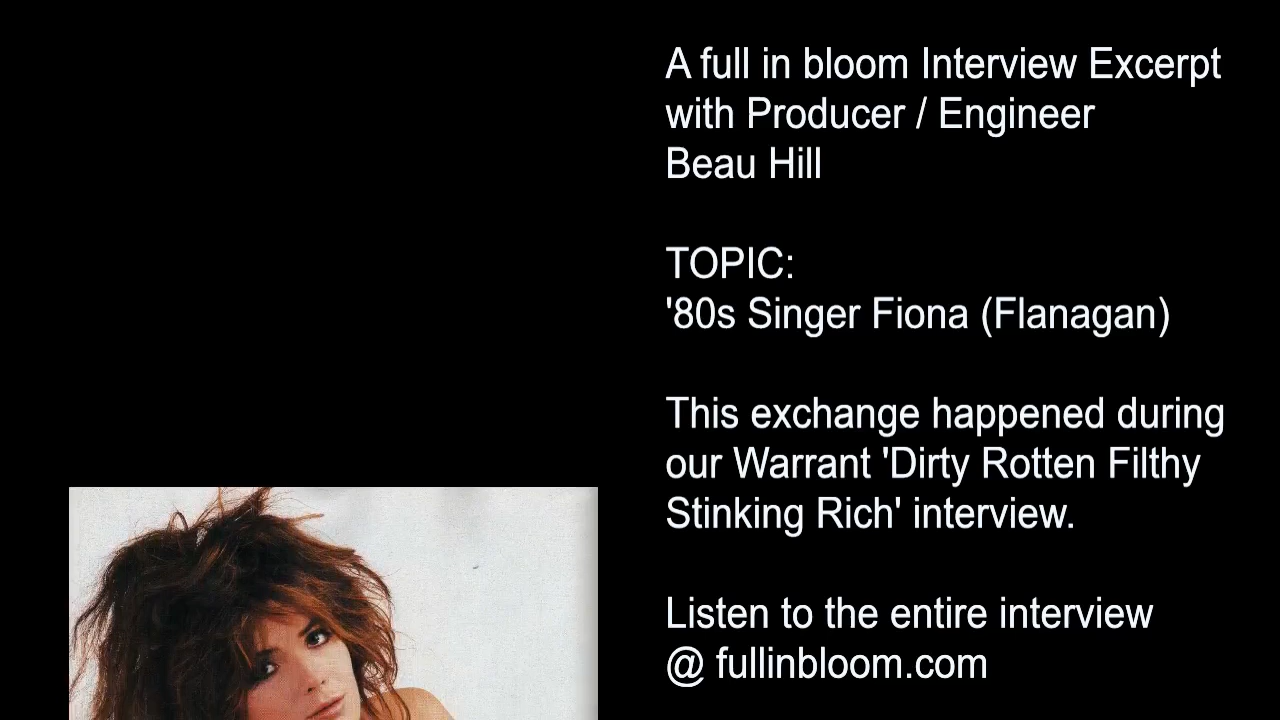 A full in bloom Interview Excerpt
with Producer / Engineer
Beau Hill
TOPIC:
'80s Singer Fiona (Flanagan)
This exchange happened during
our Warrant 'Dirty Rotten Filthy
Stinking Rich' interview.
Listen to the entire interview
@ fullinbloom.com